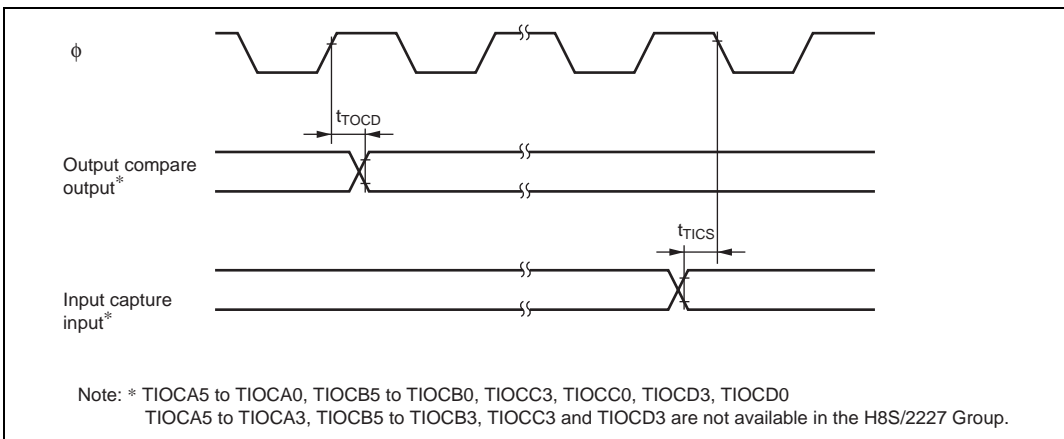 ϕ
tTOCD
Output compare
output*
tTICS
Input capture
input*
Note: * TIOCA5 to TIOCA0, TIOCB5 to TIOCB0, TIOCC3, TIOCC0, TIOCD3, TIOCD0
TIOCA5 to TIOCA3, TIOCB5 to TIOCB3, TIOCC3 and TIOCD3 are not available in the H8S/2227 Group.